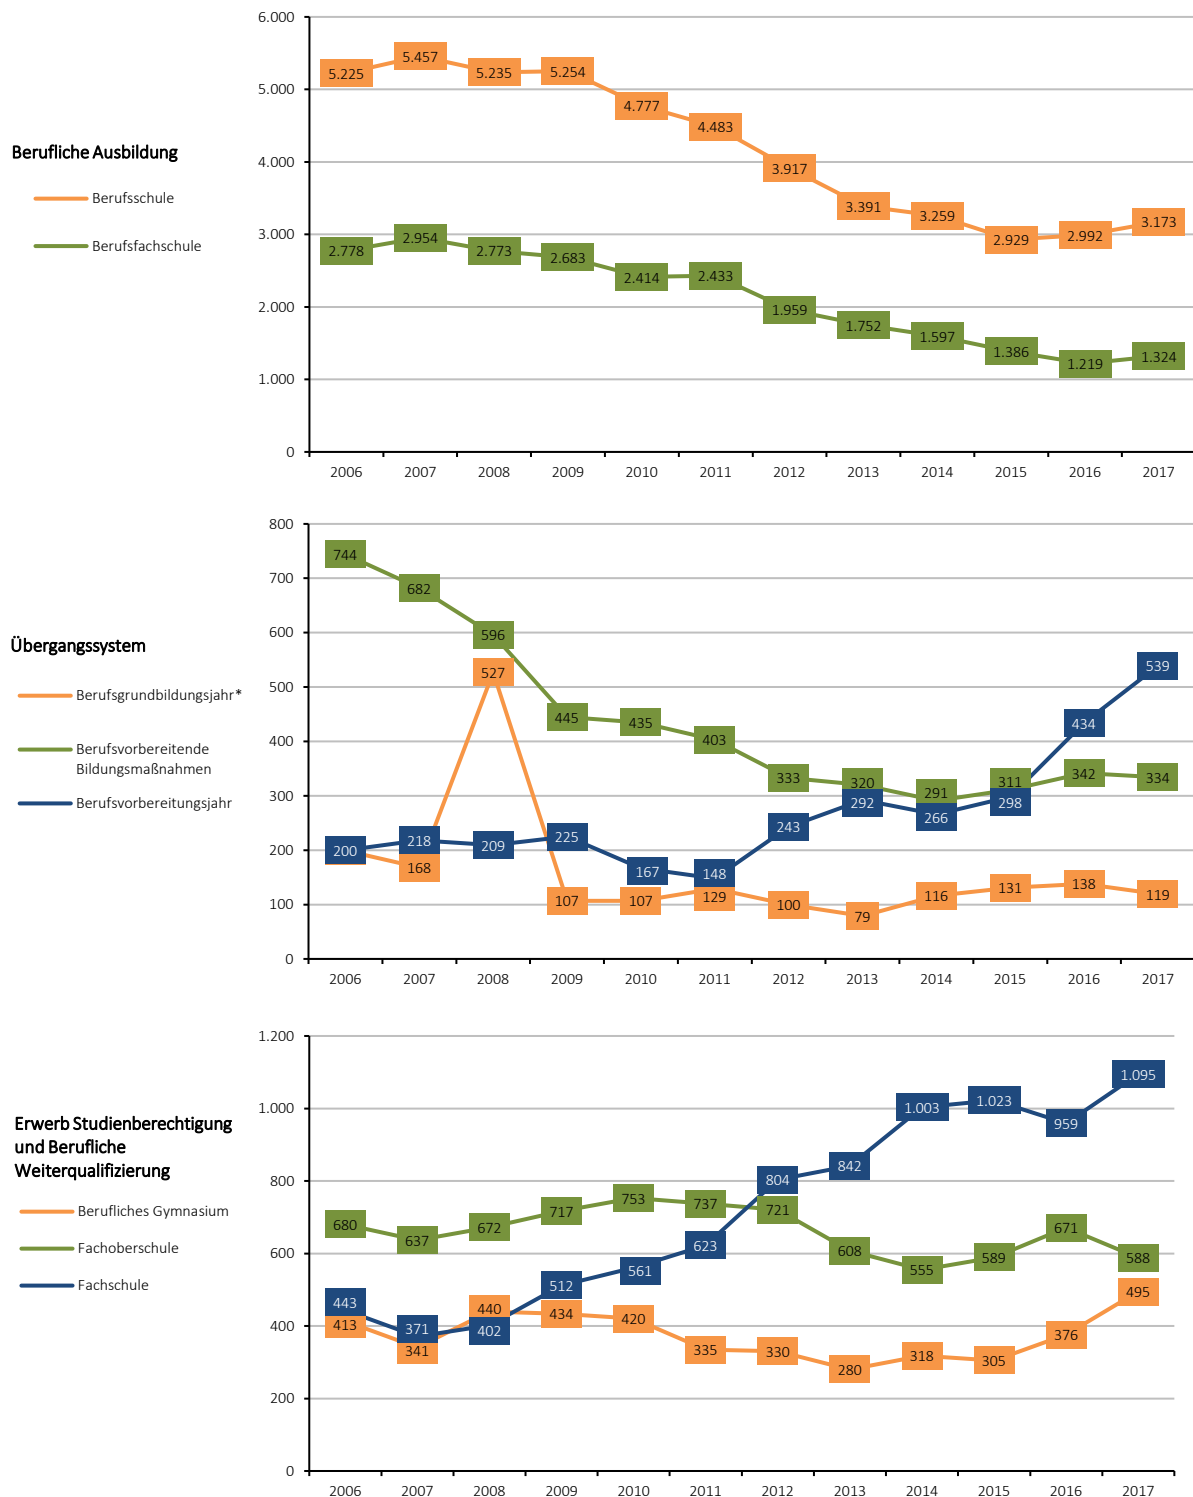 6.000
5.000
4.000
3.000
2.000
1.000
0
Berufliche Ausbildung
Berufsschule
Berufsfachschule
5.225 5.457 5.235 5.254 4.777 4.483 3.917 3.391 3.259 2.929 2.992 3.173
2.778 2.954 2.773 2.683 2.414 2.433 1.959 1.752 1.597 1.386 1.219 1.324
2006 2007 2008 2009 2010 2011 2012 2013 2014 2015 2016 2017
800
700
600
500
400
300
200
100
0
Übergangssystem
Berufsgrundbildungsjahr*
Berufsvorbereitende
Bildungsmaßnahmen
Berufsvorbereitungsjahr
744 682 596 445 435 403 333 320 291 311 342 334
168 527 107 107 129 100 79 116 131 138 119
200 218 209 225 167 148 243 292 266 298 434 539
2006 2007 2008 2009 2010 2011 2012 2013 2014 2015 2016 2017
1.200
1.000
800
600
400
200
0
Erwerb Studienberechtigung
und Berufliche
Weiterqualifizierung
Berufliches Gymnasium
Fachoberschule
Fachschule
680 637 672 717 753 737 721 608 555 589 671 588
443 371 402 512 561 623 804 842 1.003 1.023 959 1.095
413 341 440 434 420 335 330 280 318 305 376 495
2006 2007 2008 2009 2010 2011 2012 2013 2014 2015 2016 2017